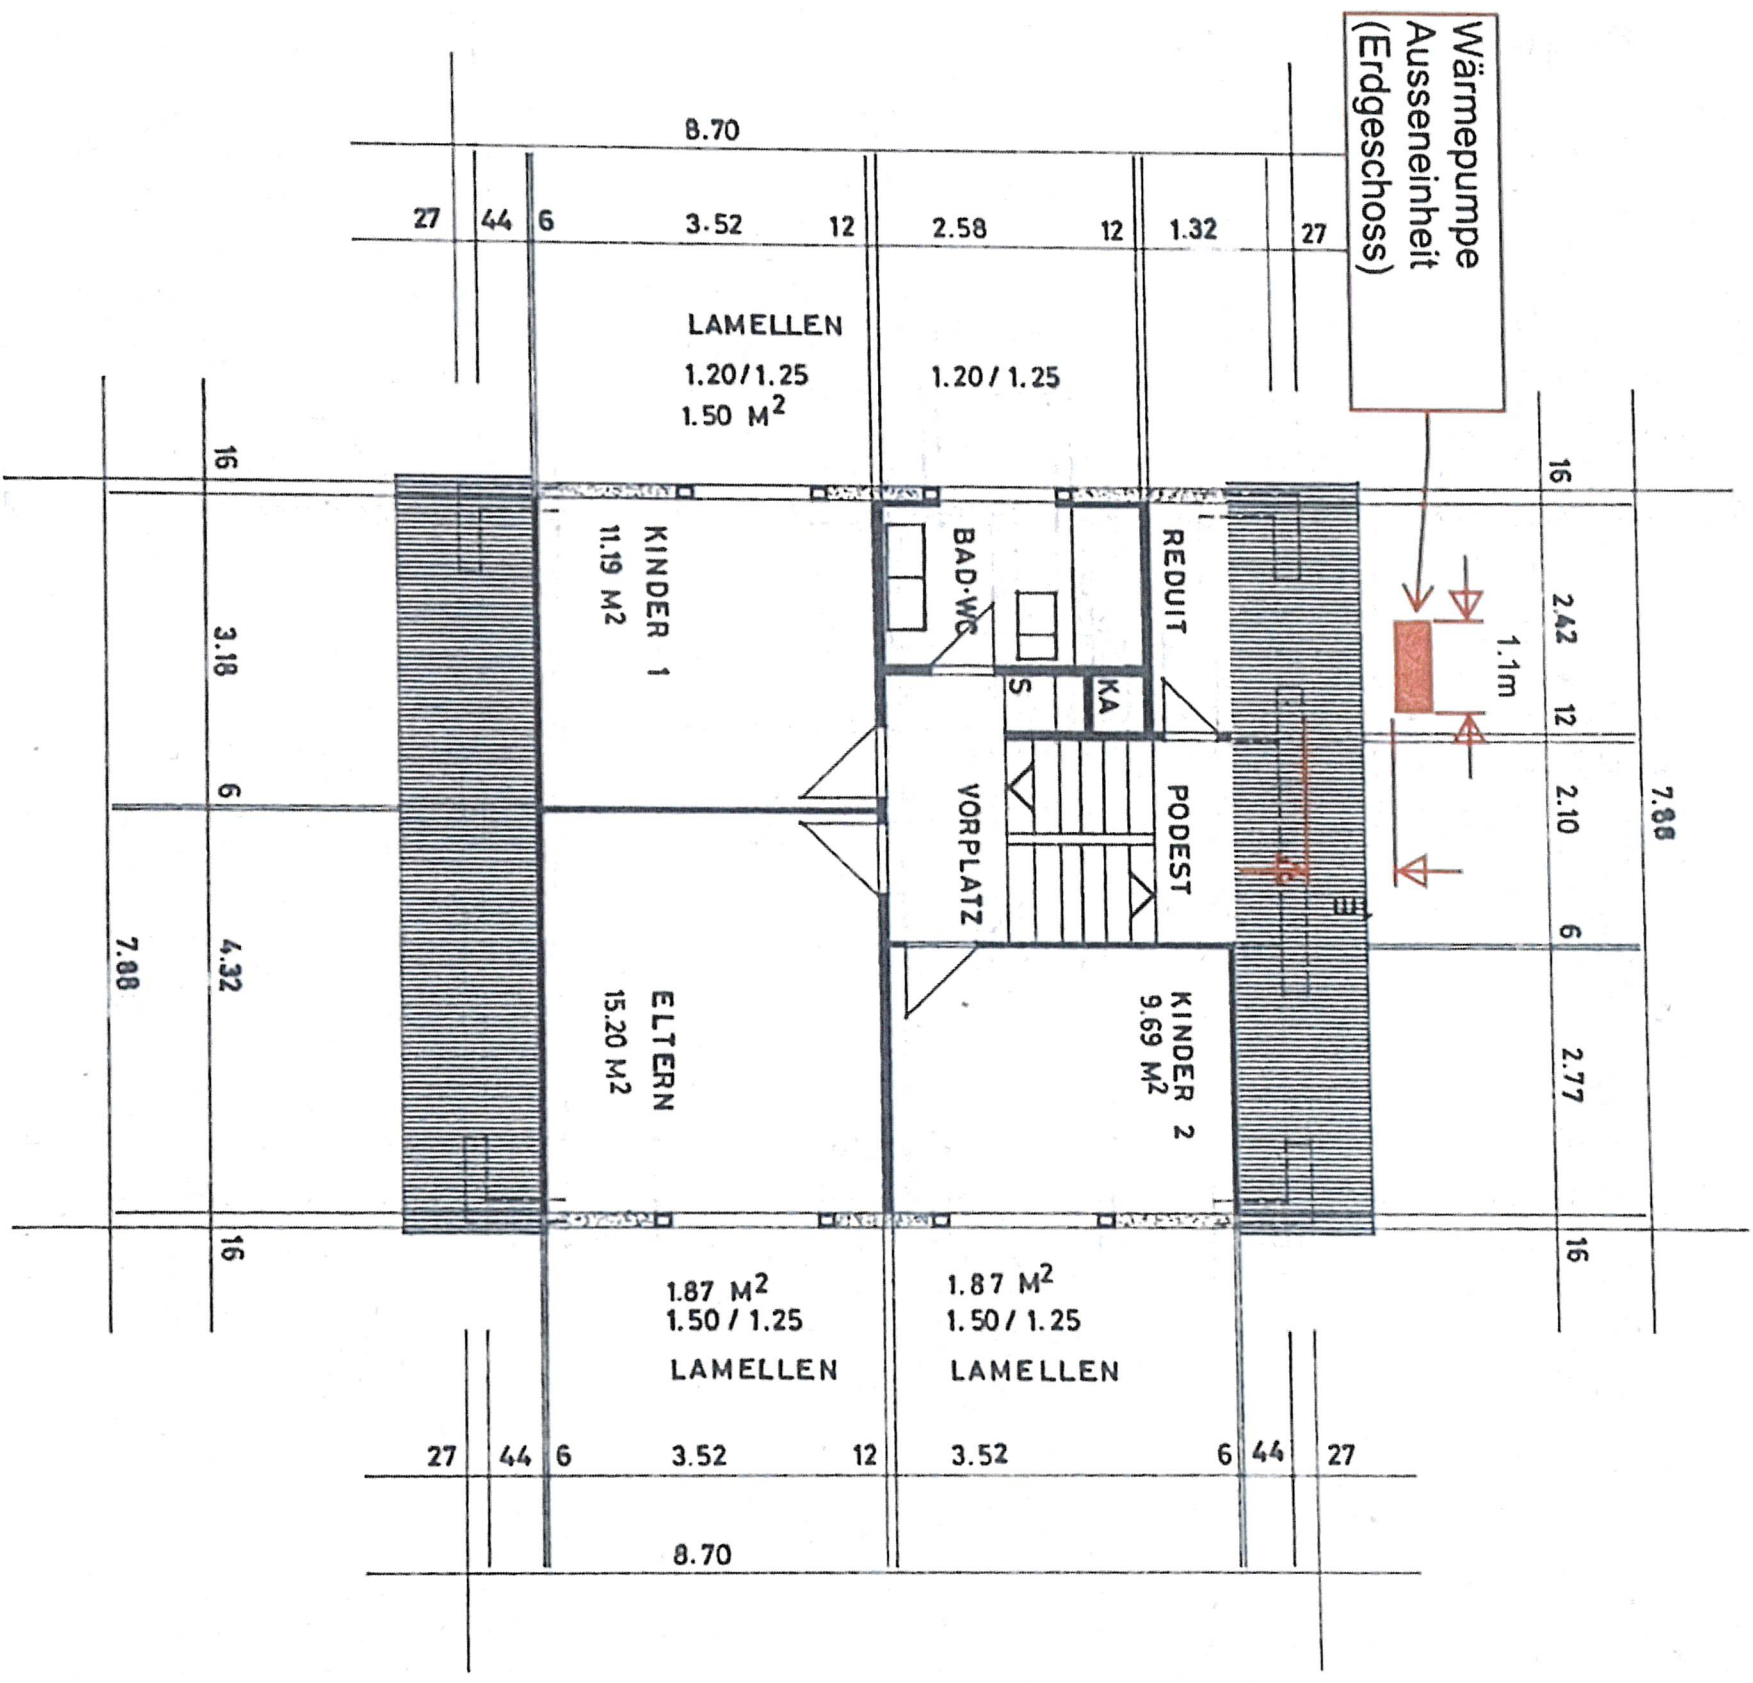 Wärmepumpe
Ausseneinheit
(Erdgeschoss)
8.70
27 44 6 3.52 12 2.58 12 1.32 27
LAMELLEN
1.20/1.25
1.50 M²
1.20/1.25
16
3.18
6
4.32
16
7.88
KINDER 1
11.19 M²
BAD·WC
REDUIT
S
KA
VORPLATZ
PODEST
ELTERN
15.20 M²
KINDER 2
9.69 M²
1.1m
16
2.42
12
2.10
6
2.77
16
7.88
1.87 M²
1.50 / 1.25
LAMELLEN
1.87 M²
1.50 / 1.25
LAMELLEN
27 44 6 3.52 12 3.52 6 44 27
8.70